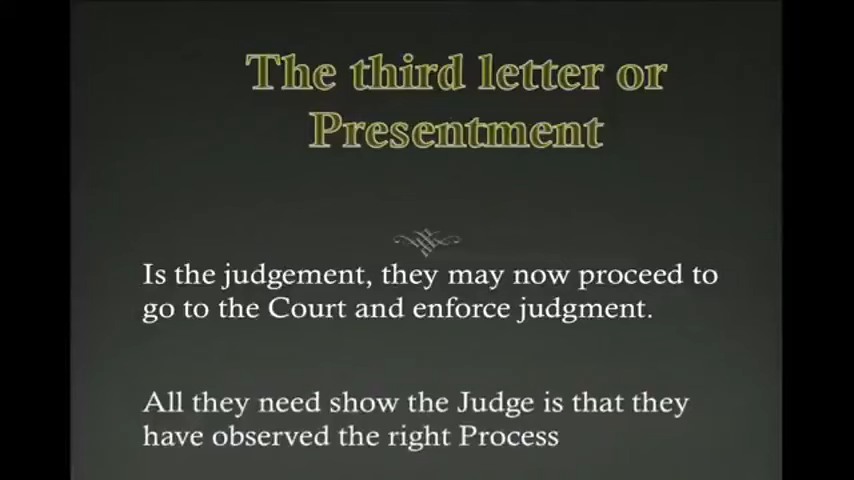 The third letter or
Presentment
Is the judgement, they may now proceed to
go to the Court and enforce judgment.
All they need show the Judge is that they
have observed the right Process